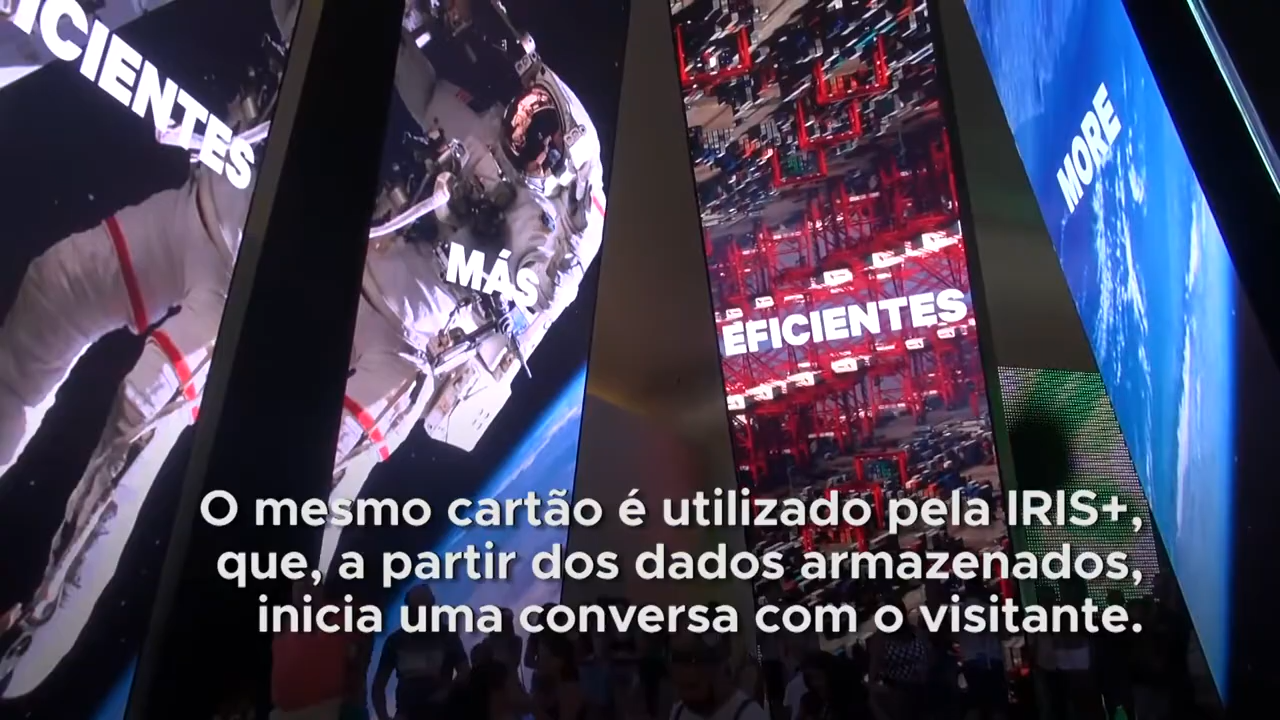 ICIENTES
MÁS
EFICIENTES
MORE
O mesmo cartão é utilizado pela IRIS+,
que, a partir dos dados armazenados,
inicia uma conversa com o visitante.